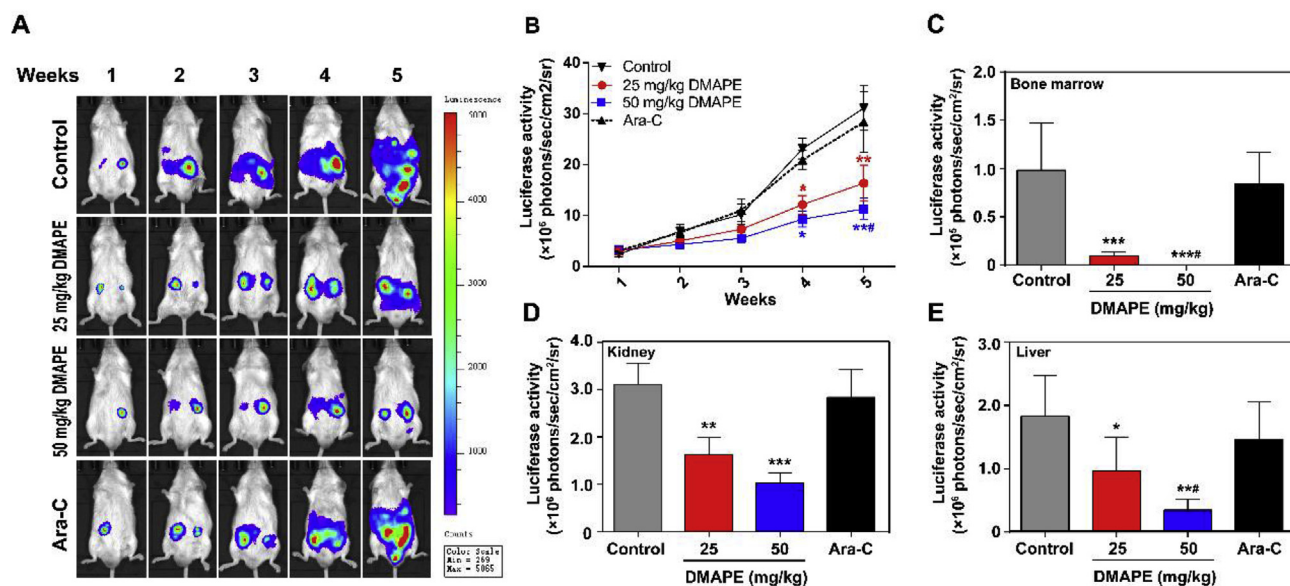 A
Weeks 1 2 3 4 5
Control
25 mg/kg DMAPE
50 mg/kg DMAPE
Ara-C
Luminescence
5000
4000
3000
2000
1000
Counts
Color Scale
Min = 269
Max = 5065
B
Luciferase activity
(×10⁶ photons/sec/cm2/sr)
40
30
20
10
0
Control
25 mg/kg DMAPE
50 mg/kg DMAPE
Ara-C
*
**
*
**#
1 2 3 4 5
Weeks
C
Luciferase activity
(×10⁶ photons/sec/cm²/sr)
2.0
1.5
1.0
0.5
0
Bone marrow
***
***#
Control 25 50 Ara-C
DMAPE (mg/kg)
D
Luciferase activity
(×10⁶ photons/sec/cm²/sr)
4.0
3.0
2.0
1.0
0.0
Kidney
**
***
Control 25 50 Ara-C
DMAPE (mg/kg)
E
Luciferase activity
(×10⁶ photons/sec/cm²/sr)
3.0
2.0
1.0
0.0
Liver
*
**#
Control 25 50 Ara-C
DMAPE (mg/kg)